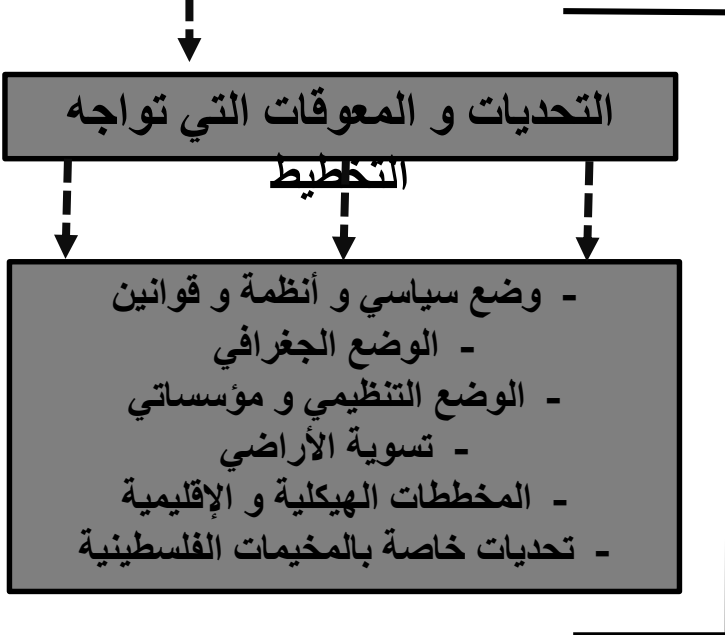 التحديات و المعوقات التي تواجه
التخطيط
- وضع سياسي و أنظمة و قوانين
- الوضع الجغرافي
- الوضع التنظيمي و مؤسساتي
- تسوية الأراضي
- المخططات الهيكلية و الإقليمية
- تحديات خاصة بالمخيمات الفلسطينية